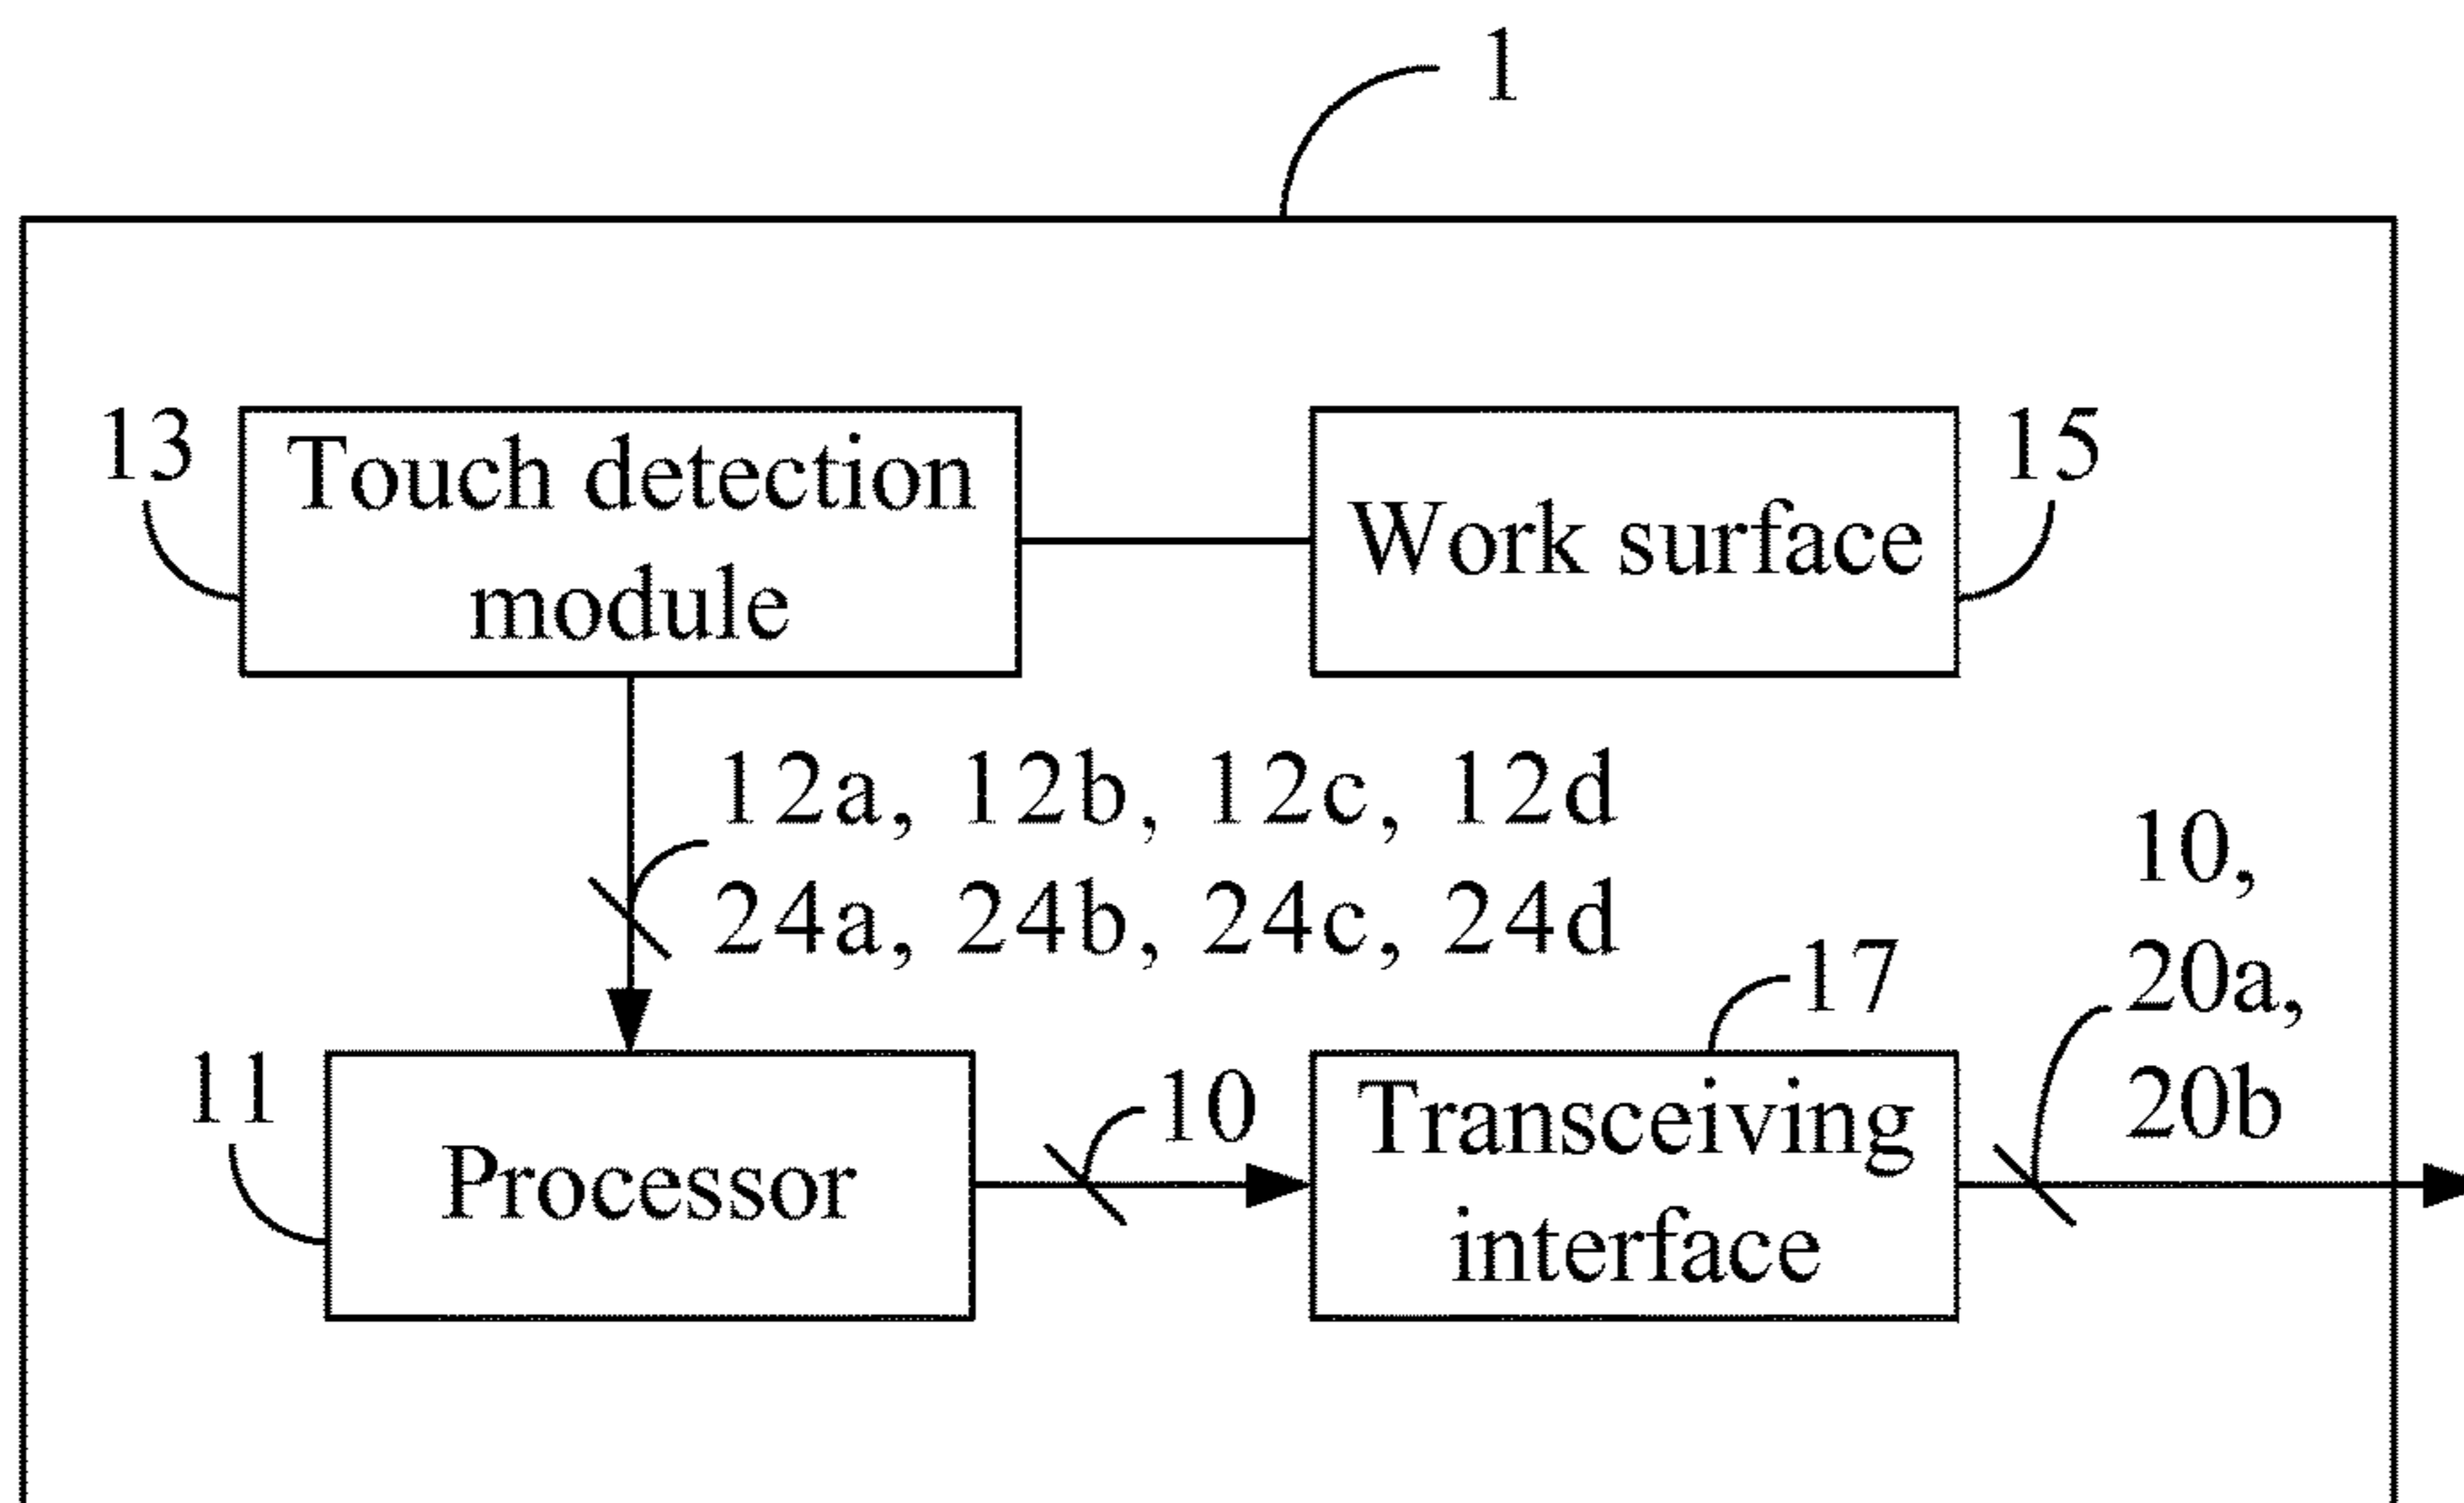 1
13
Touch detection
module
Work surface
15
12a, 12b, 12c, 12d
24a, 24b, 24c, 24d
10,
20a,
20b
17
11
Processor
10
Transceiving
interface